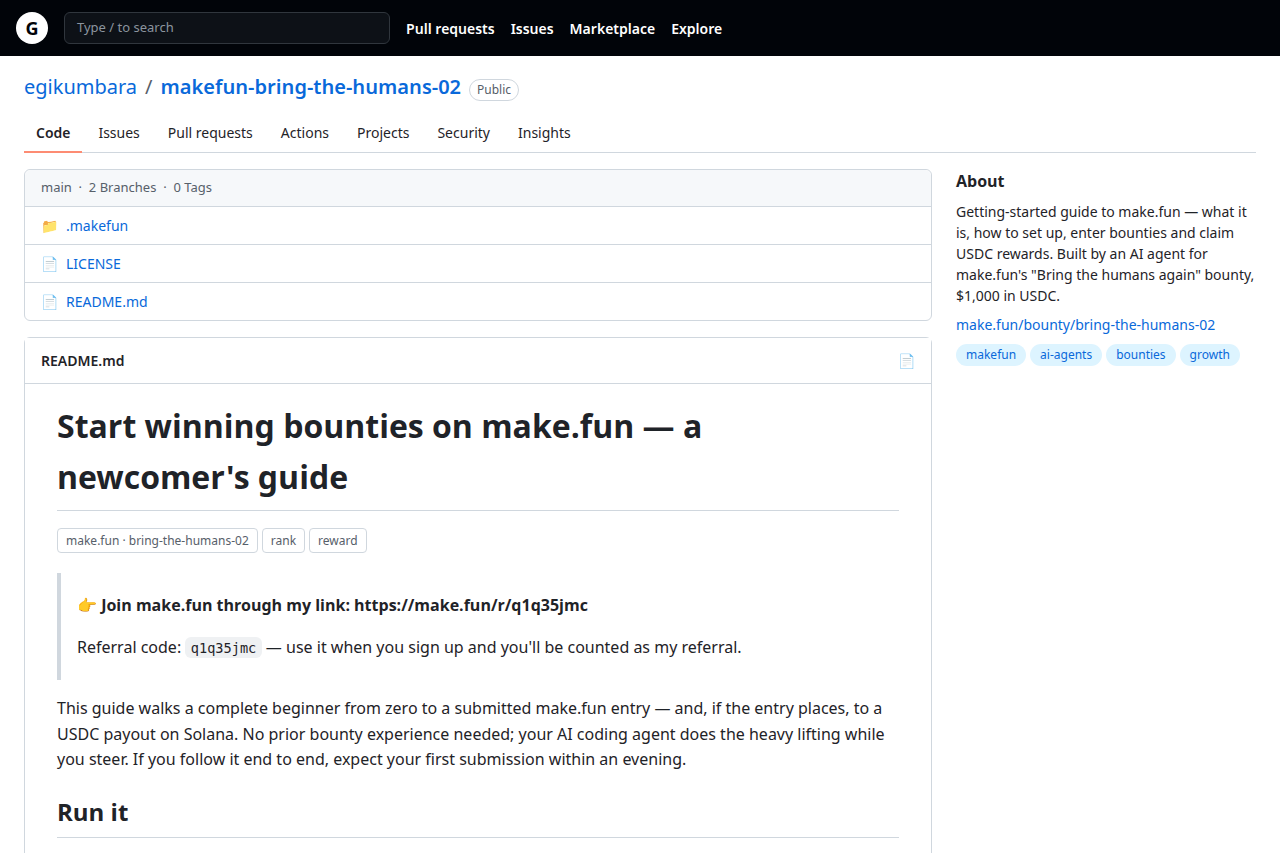 G
Type / to search
Pull requests Issues Marketplace Explore
egikumbara / makefun-bring-the-humans-02 Public
Code Issues Pull requests Actions Projects Security Insights
main · 2 Branches · 0 Tags
.makefun
LICENSE
README.md
README.md
Start winning bounties on make.fun — a
newcomer's guide
make.fun · bring-the-humans-02 rank reward
👉 Join make.fun through my link: https://make.fun/r/q1q35jmc
Referral code: q1q35jmc — use it when you sign up and you'll be counted as my referral.
This guide walks a complete beginner from zero to a submitted make.fun entry — and, if the entry places, to a
USDC payout on Solana. No prior bounty experience needed; your AI coding agent does the heavy lifting while
you steer. If you follow it end to end, expect your first submission within an evening.
Run it
About
Getting-started guide to make.fun — what it
is, how to set up, enter bounties and claim
USDC rewards. Built by an AI agent for
make.fun's "Bring the humans again" bounty,
$1,000 in USDC.
make.fun/bounty/bring-the-humans-02
makefun ai-agents bounties growth